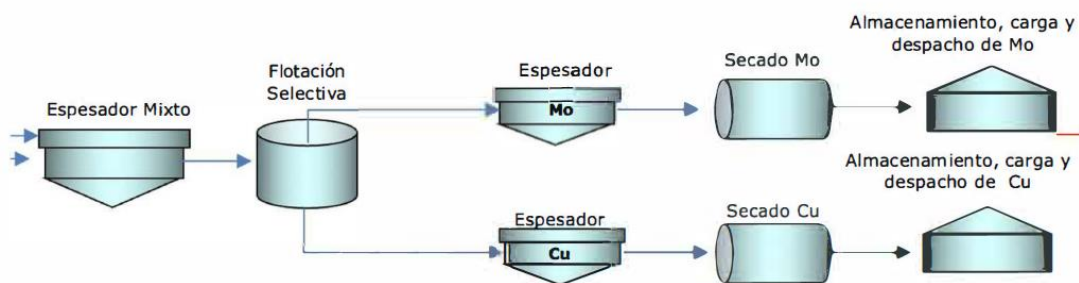 Espesador Mixto
Flotación
Selectiva
Espesador
Mo
Secado Mo
Almacenamiento, carga y
despacho de Mo
Espesador
Cu
Secado Cu
Almacenamiento, carga y
despacho de Cu